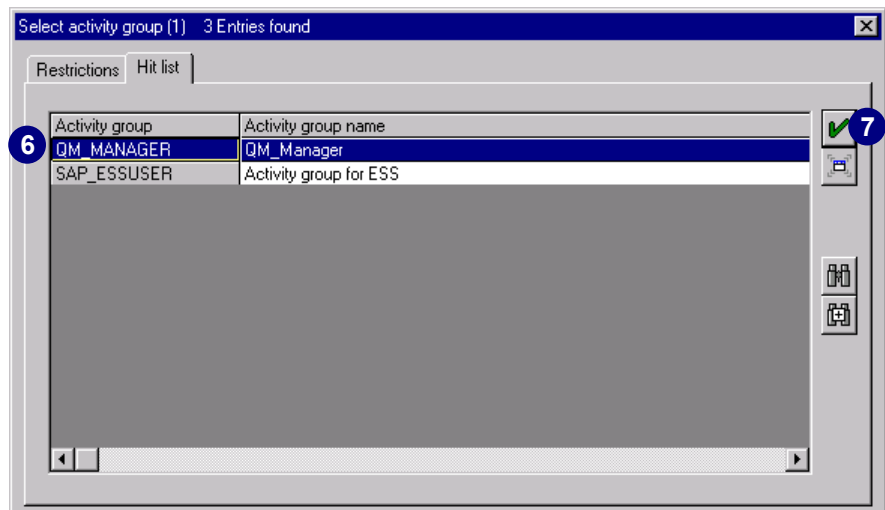 Select activity group (1) 3 Entries found
Restrictions Hit list
Activity group Activity group name
6 QM_MANAGER QM_Manager 7
SAP_ESSUSER Activity group for ESS